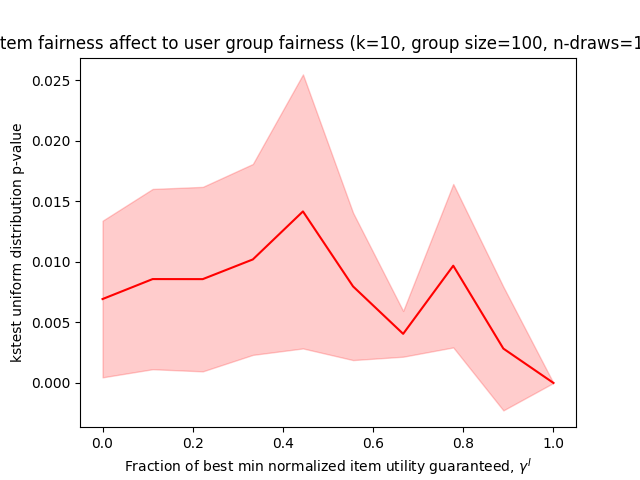 tem fairness affect to user group fairness (k=10, group size=100, n-draws=1
0.025
0.020
0.015
0.010
0.005
0.000
kstest uniform distribution p-value
0.0 0.2 0.4 0.6 0.8 1.0
Fraction of best min normalized item utility guaranteed, γ^I